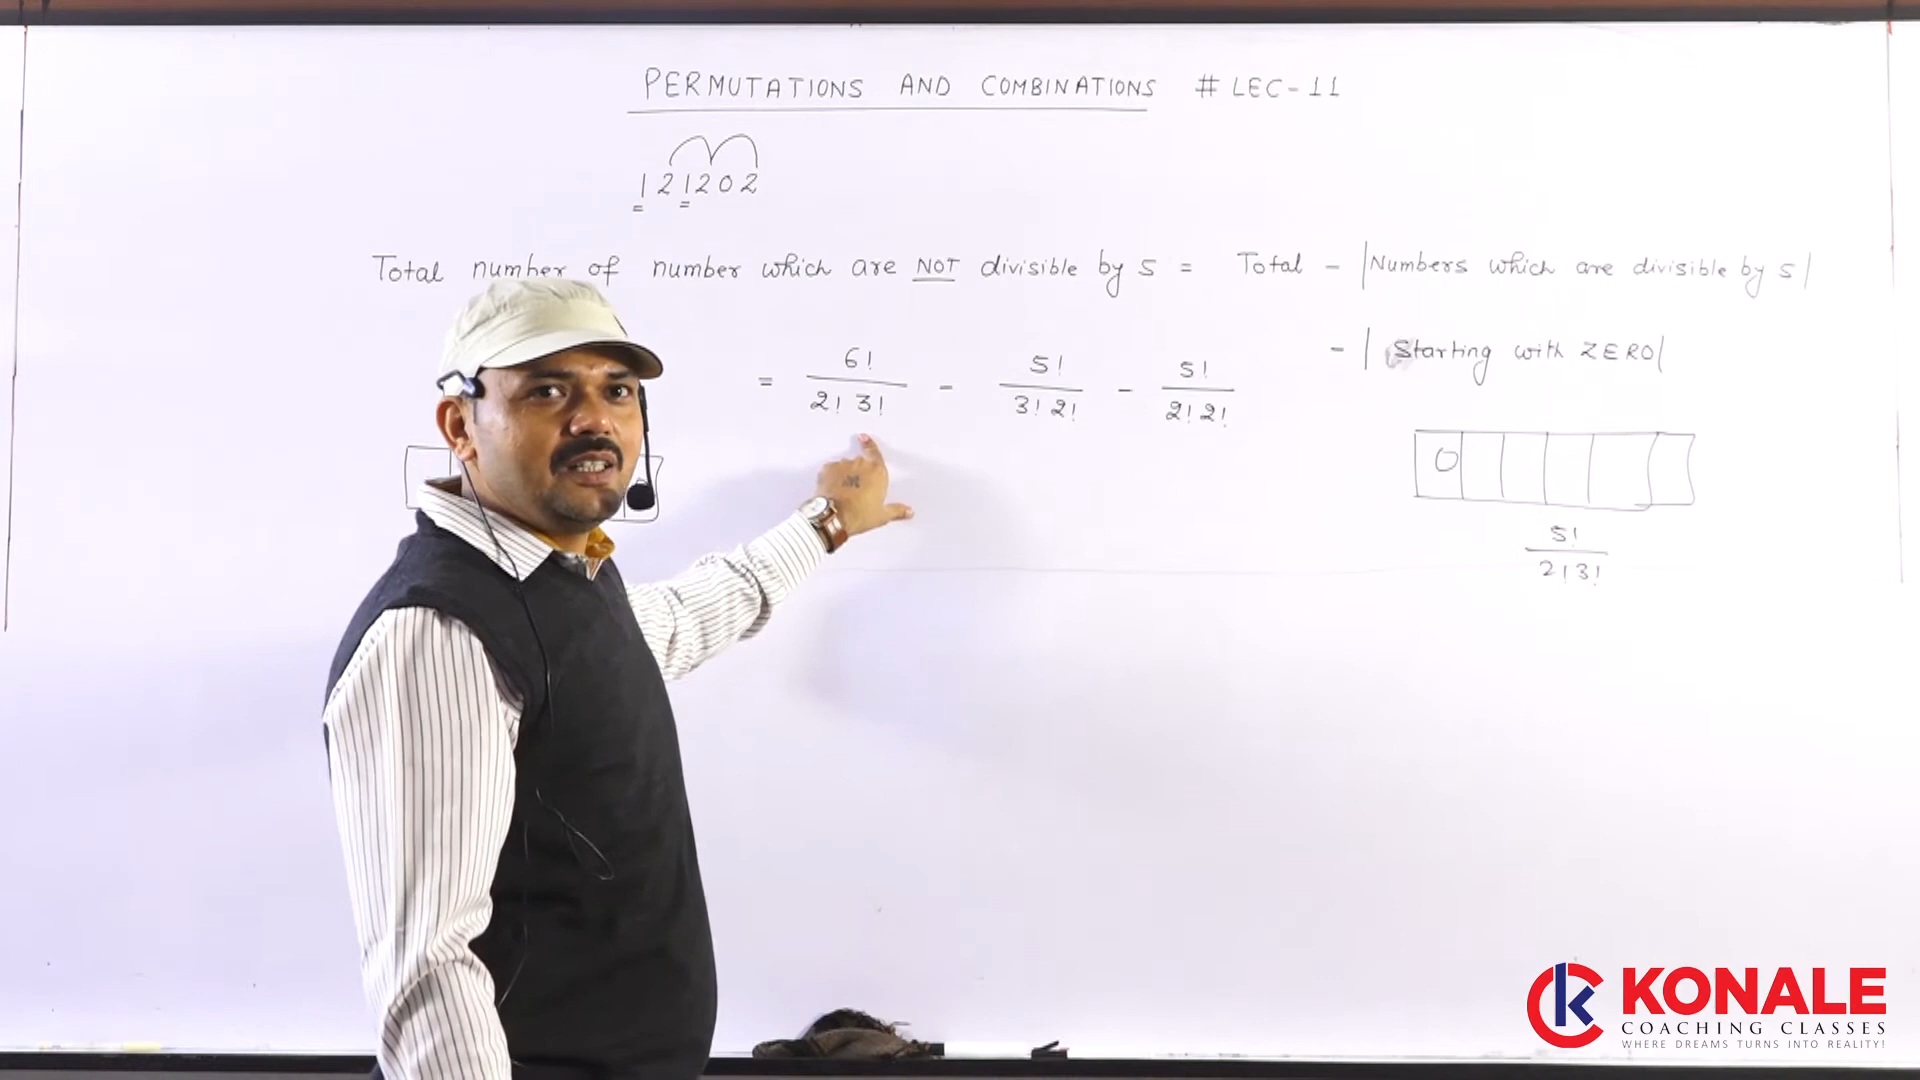 PERMUTATIONS AND COMBINATIONS # LEC-11
121202
Total number of number which are NOT divisible by 5 = Total - |Numbers which are divisible by 5|
- | Starting with ZERO|
= 6!/2! 3! - 5!/3! 2! - 5!/2! 2!
0
5!/2! 3!
KONALE
COACHING CLASSES
WHERE DREAMS TURNS INTO REALITY!